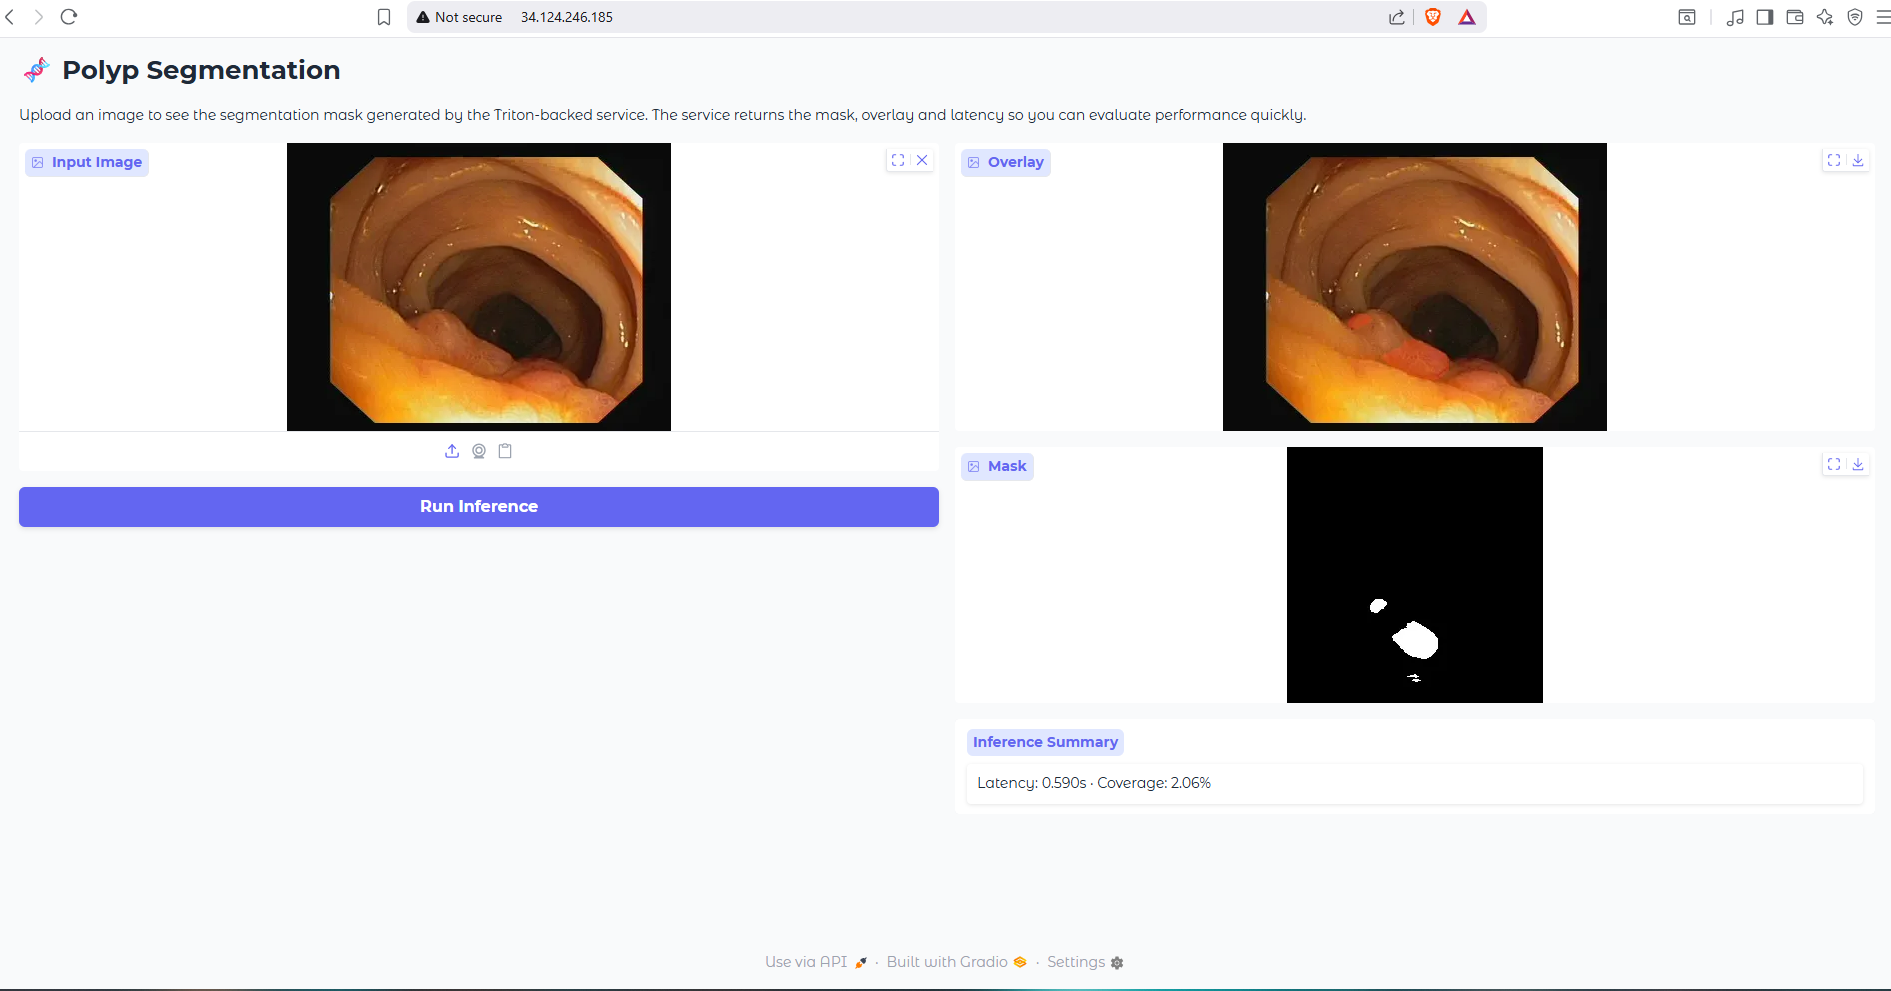 Not secure 34.124.246.185
Polyp Segmentation
Upload an image to see the segmentation mask generated by the Triton-backed service. The service returns the mask, overlay and latency so you can evaluate performance quickly.
Input Image
Overlay
Run Inference
Mask
Inference Summary
Latency: 0.590s · Coverage: 2.06%
Use via API · Built with Gradio · Settings